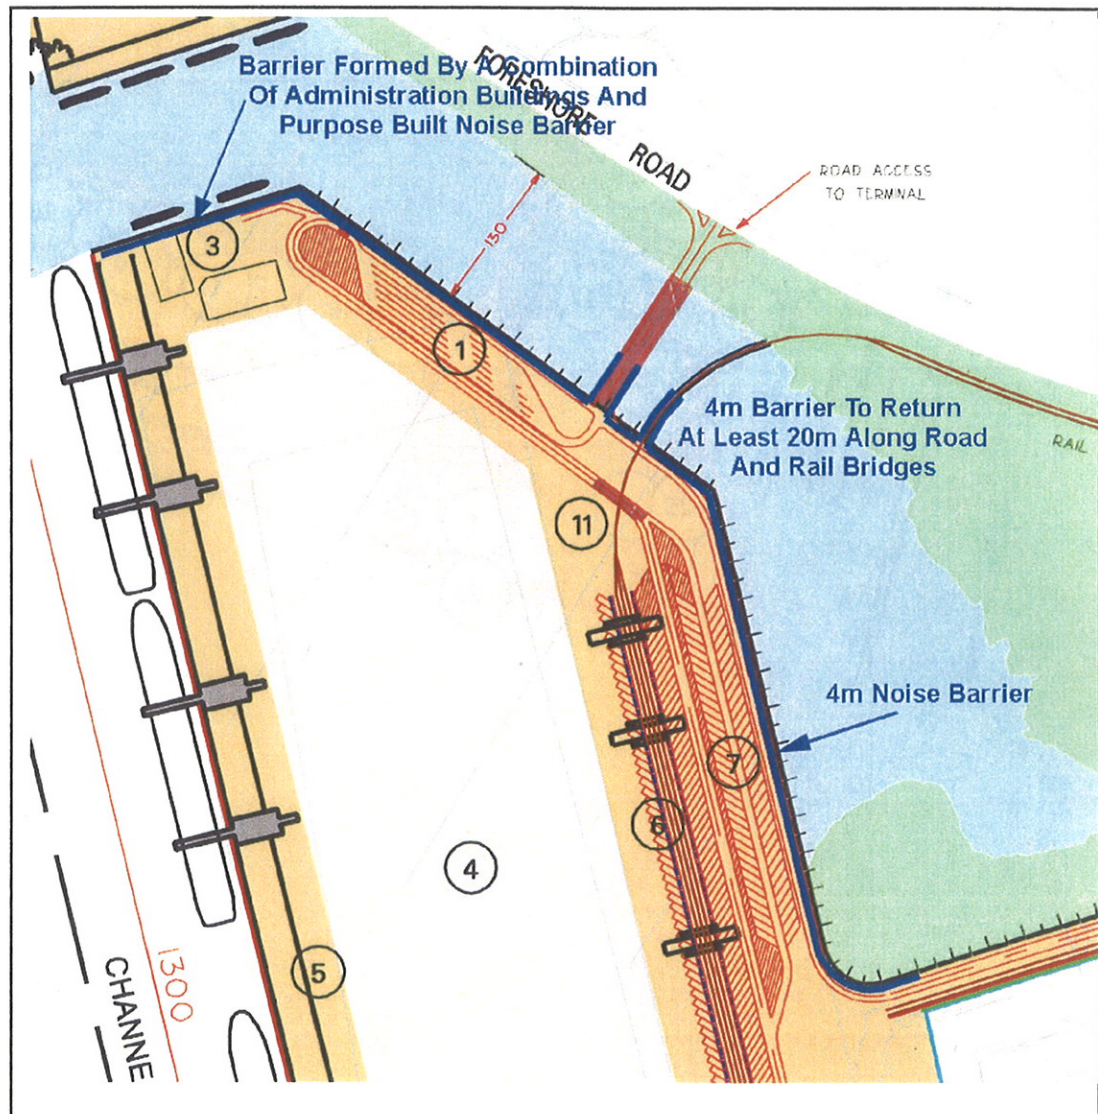 Barrier Formed By A Combination
Of Administration Buildings And
Purpose Built Noise Barrier
FORESHORE
ROAD
ROAD ACCESS
TO TERMINAL
130
3
1
4m Barrier To Return
At Least 20m Along Road
And Rail Bridges
RAIL
11
4m Noise Barrier
7
6
4
5
1300
CHANNE